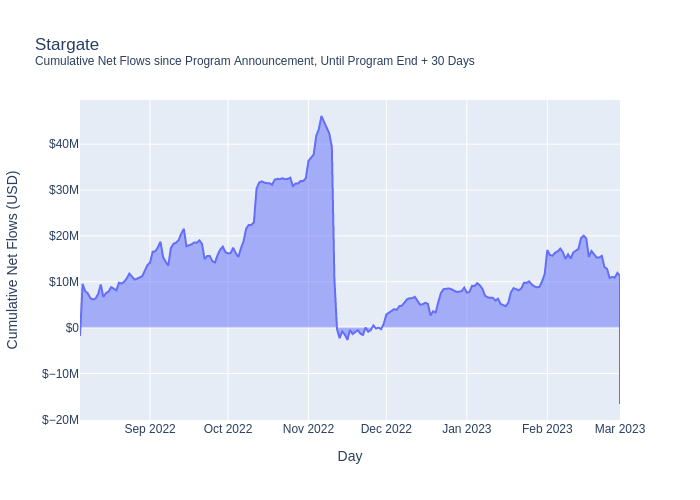 Stargate
Cumulative Net Flows since Program Announcement, Until Program End + 30 Days
Cumulative Net Flows (USD)
$40M
$30M
$20M
$10M
$0
$−10M
$−20M
Sep 2022
Oct 2022
Nov 2022
Dec 2022
Jan 2023
Feb 2023
Mar 2023
Day